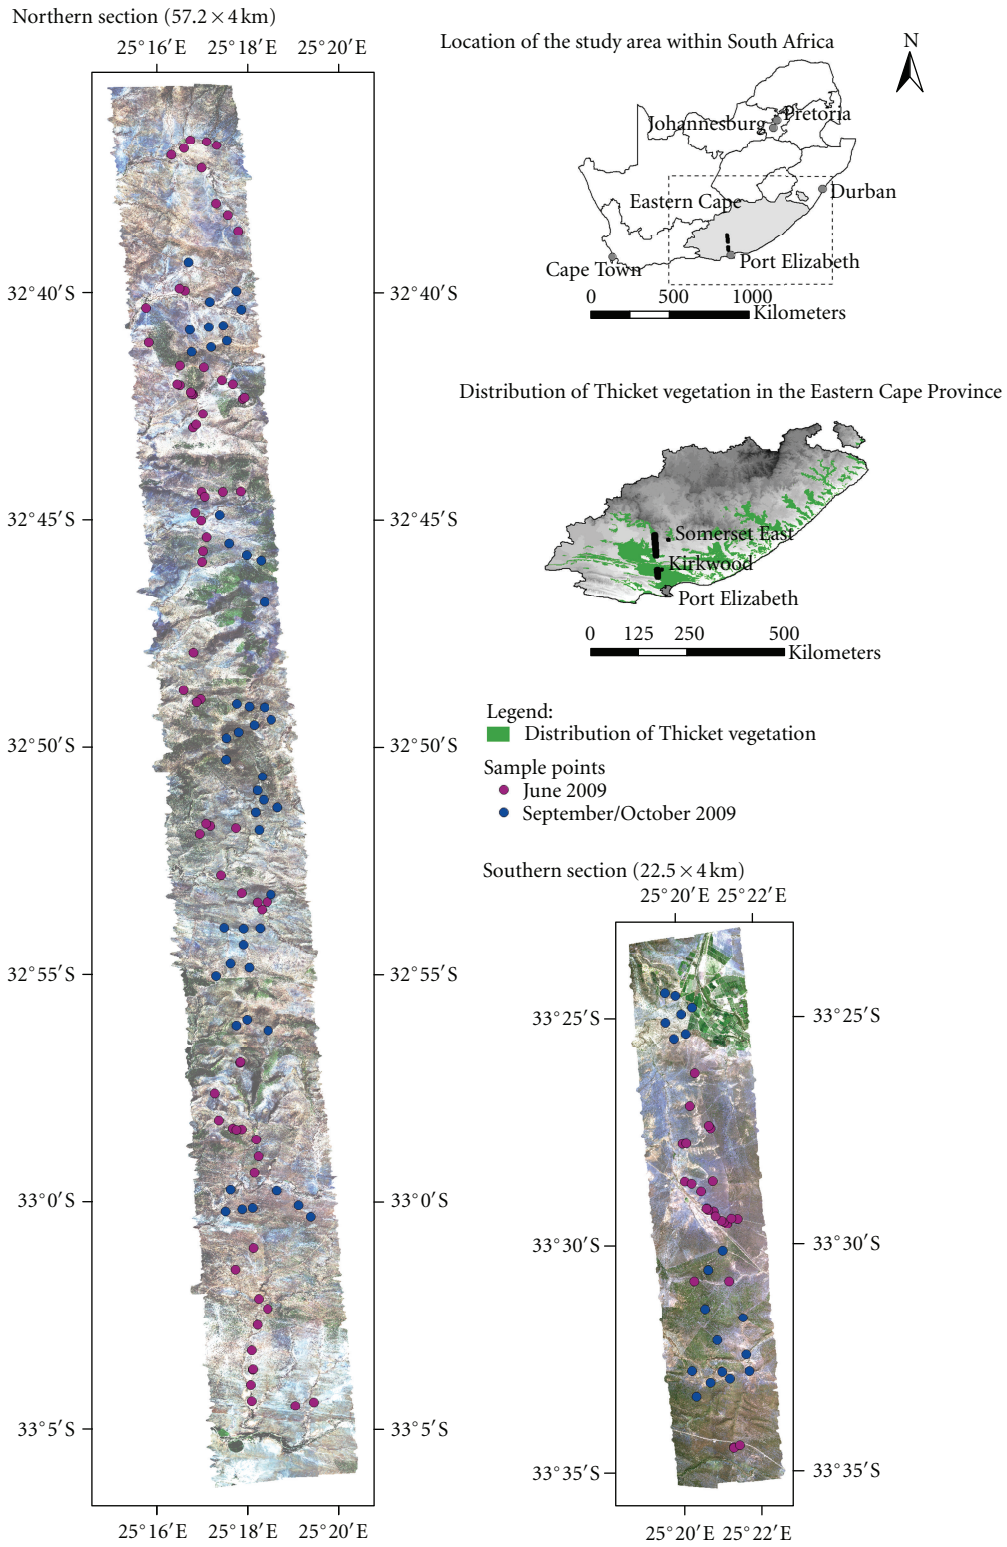 Northern section (57.2 × 4 km)
25°16′E 25°18′E 25°20′E
32°40′S 32°40′S
32°45′S 32°45′S
32°50′S 32°50′S
32°55′S 32°55′S
33°0′S 33°0′S
33°5′S 33°5′S
25°16′E 25°18′E 25°20′E
Location of the study area within South Africa
N
Pretoria
Johannesburg
Durban
Eastern Cape
Port Elizabeth
Cape Town
0 500 1000
Kilometers
Distribution of Thicket vegetation in the Eastern Cape Province
Somerset East
Kirkwood
Port Elizabeth
0 125 250 500
Kilometers
Legend:
Distribution of Thicket vegetation
Sample points
June 2009
September/October 2009
Southern section (22.5 × 4 km)
25°20′E 25°22′E
33°25′S 33°25′S
33°30′S 33°30′S
33°35′S 33°35′S
25°20′E 25°22′E